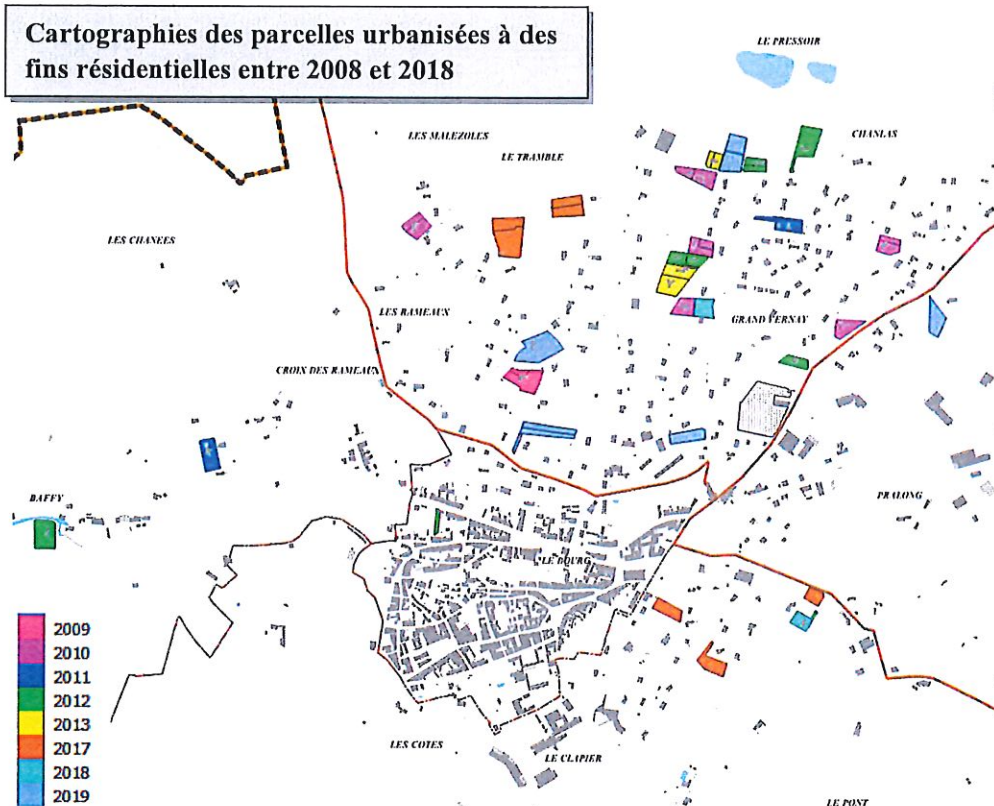 Cartographies des parcelles urbanisées à des
fins résidentielles entre 2008 et 2018
LE PRESSOIR
LES MALEZOLES
CHANIAS
LE TRAMBLE
LES CHANEES
LES RAMEAUX
GRAND VERNAY
CROIX DES RAMEAUX
BAFFY
PRALONG
LE BOURG
2009
2010
2011
2012
2013
2017
2018
2019
LES COTES
LE CLAPIER
LE PONT